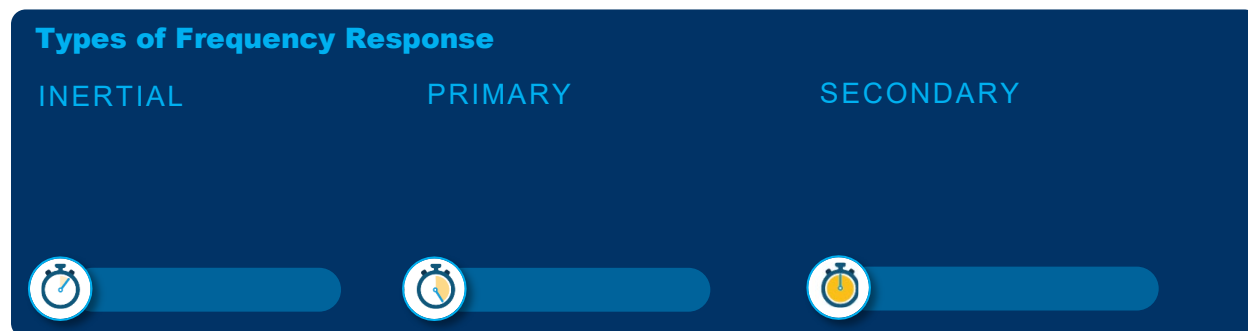 Types of Frequency Response
INERTIAL
PRIMARY
SECONDARY